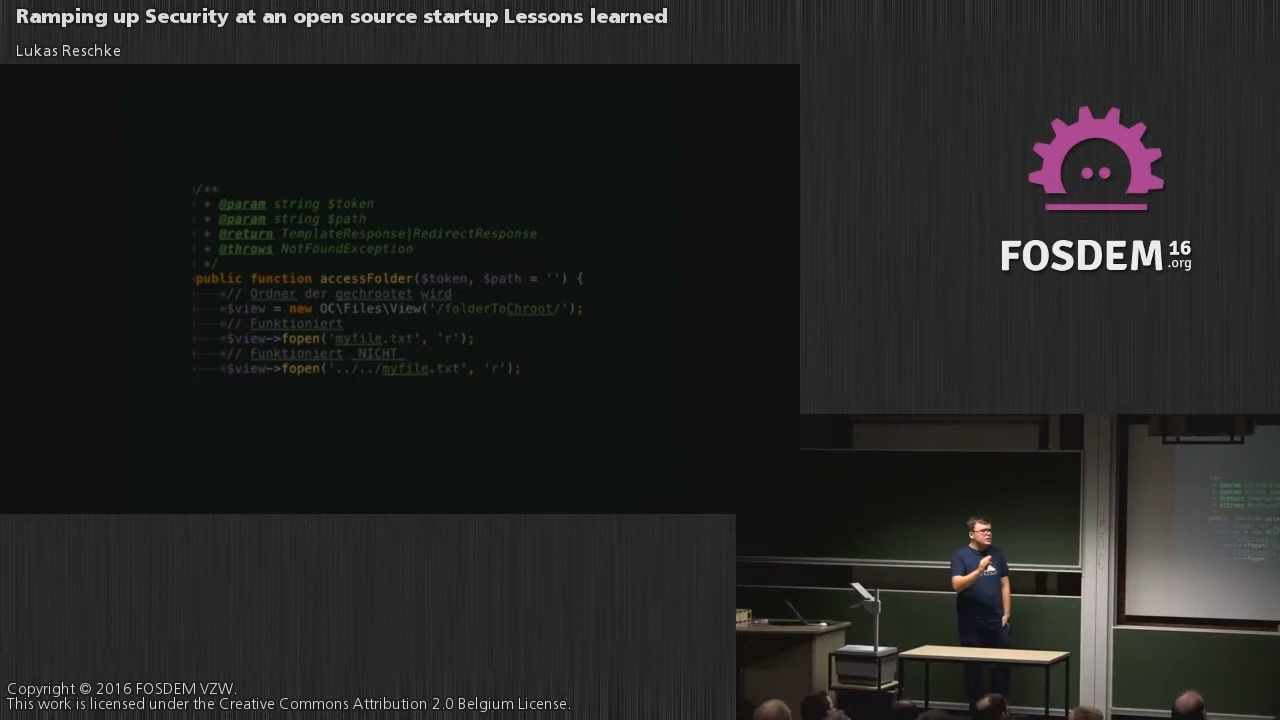 Ramping up Security at an open source startup Lessons learned
Lukas Reschke
/**
* @param string $token
* @param string $path
* @return TemplateResponse|RedirectResponse
* @throws NotFoundException
*/
public function accessFolder($token, $path = '') {
// Ordner der gechrootet wird
$view = new OC\Files\View('/folderToChroot/');
// Funktioniert
$view->fopen('myfile.txt', 'r');
// Funktioniert _NICHT_
$view->fopen('../../myfile.txt', 'r');
FOSDEM 16 .org
Copyright © 2016 FOSDEM VZW.
This work is licensed under the Creative Commons Attribution 2.0 Belgium License.